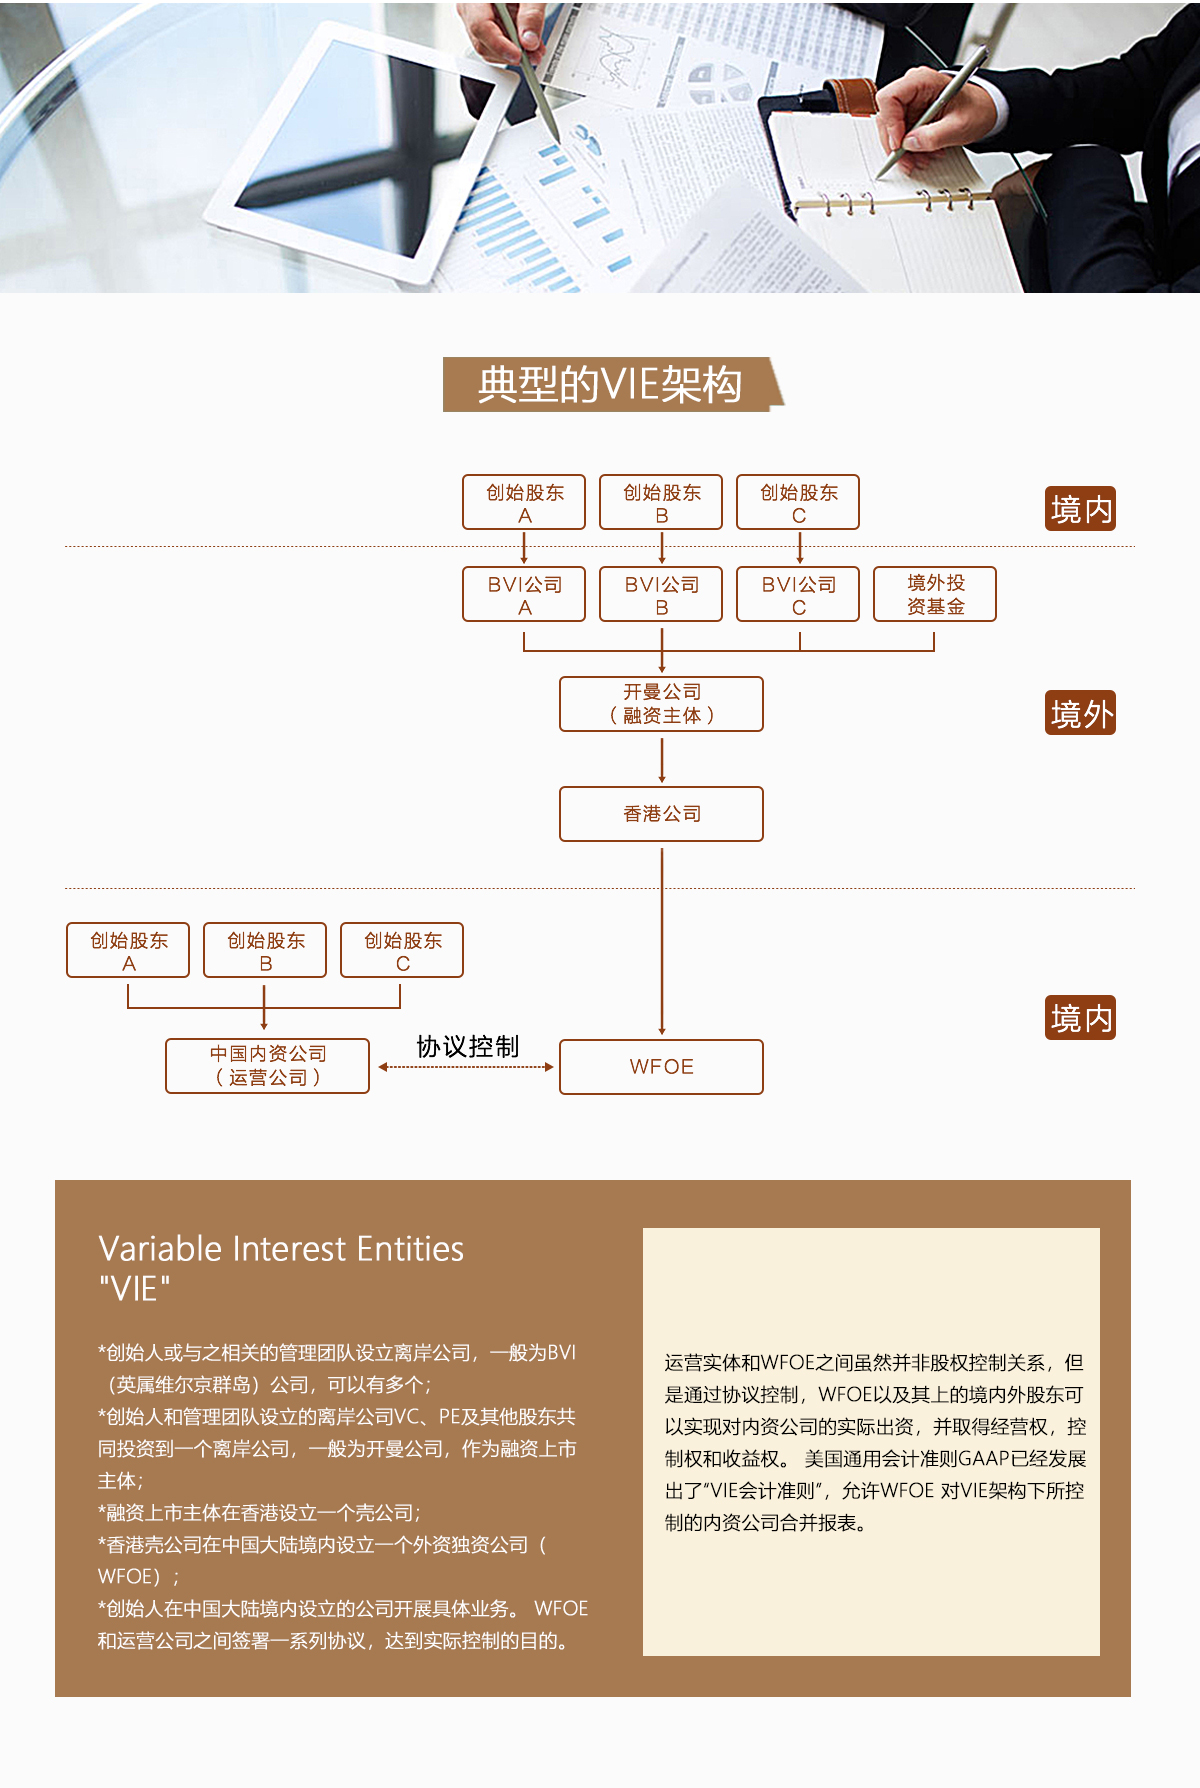 典型的VIE架构
创始股东
A
创始股东
B
创始股东
C
境内
BVI公司
A
BVI公司
B
BVI公司
C
境外投
资基金
开曼公司
（融资主体）
境外
香港公司
创始股东
A
创始股东
B
创始股东
C
境内
中国内资公司
（运营公司）
协议控制
WFOE
Variable Interest Entities
"VIE"
*创始人或与之相关的管理团队设立离岸公司，一般为BVI
（英属维尔京群岛）公司，可以有多个；
*创始人和管理团队设立的离岸公司VC、PE及其他股东共
同投资到一个离岸公司，一般为开曼公司，作为融资上市
主体；
*融资上市主体在香港设立一个壳公司；
*香港壳公司在中国大陆境内设立一个外资独资公司（
WFOE）；
*创始人在中国大陆境内设立的公司开展具体业务。 WFOE
和运营公司之间签署一系列协议，达到实际控制的目的。
运营实体和WFOE之间虽然并非股权控制关系，但
是通过协议控制，WFOE以及其上的境内外股东可
以实现对内资公司的实际出资，并取得经营权，控
制权和收益权。 美国通用会计准则GAAP已经发展
出了“VIE会计准则”，允许WFOE 对VIE架构下所控
制的内资公司合并报表。